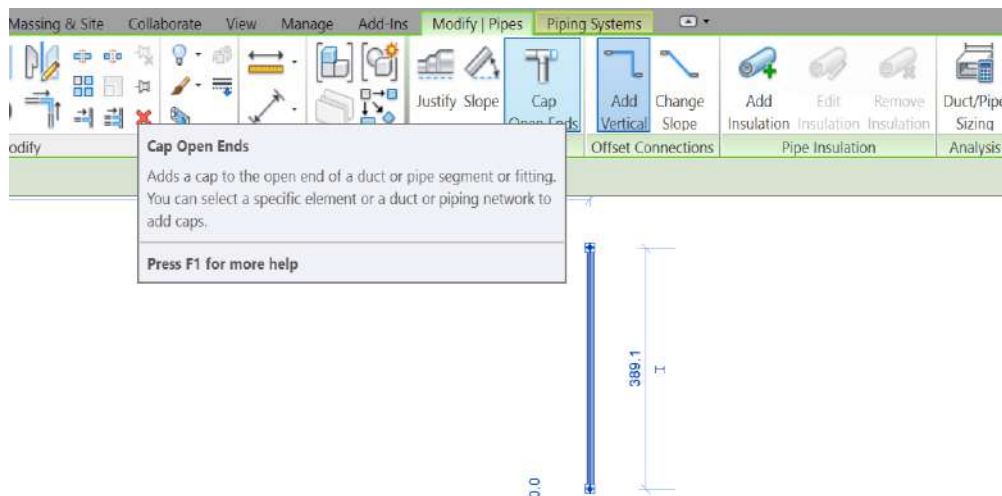 Massing & Site Collaborate View Manage Add-Ins Modify | Pipes Piping Systems
Justify Slope Cap Open Ends Add Vertical Change Slope Add Insulation Edit Insulation Remove Insulation Duct/Pipe Sizing
odify Offset Connections Pipe Insulation Analysis
Cap Open Ends
Adds a cap to the open end of a duct or pipe segment or fitting.
You can select a specific element or a duct or piping network to
add caps.
Press F1 for more help
389.1
0.0